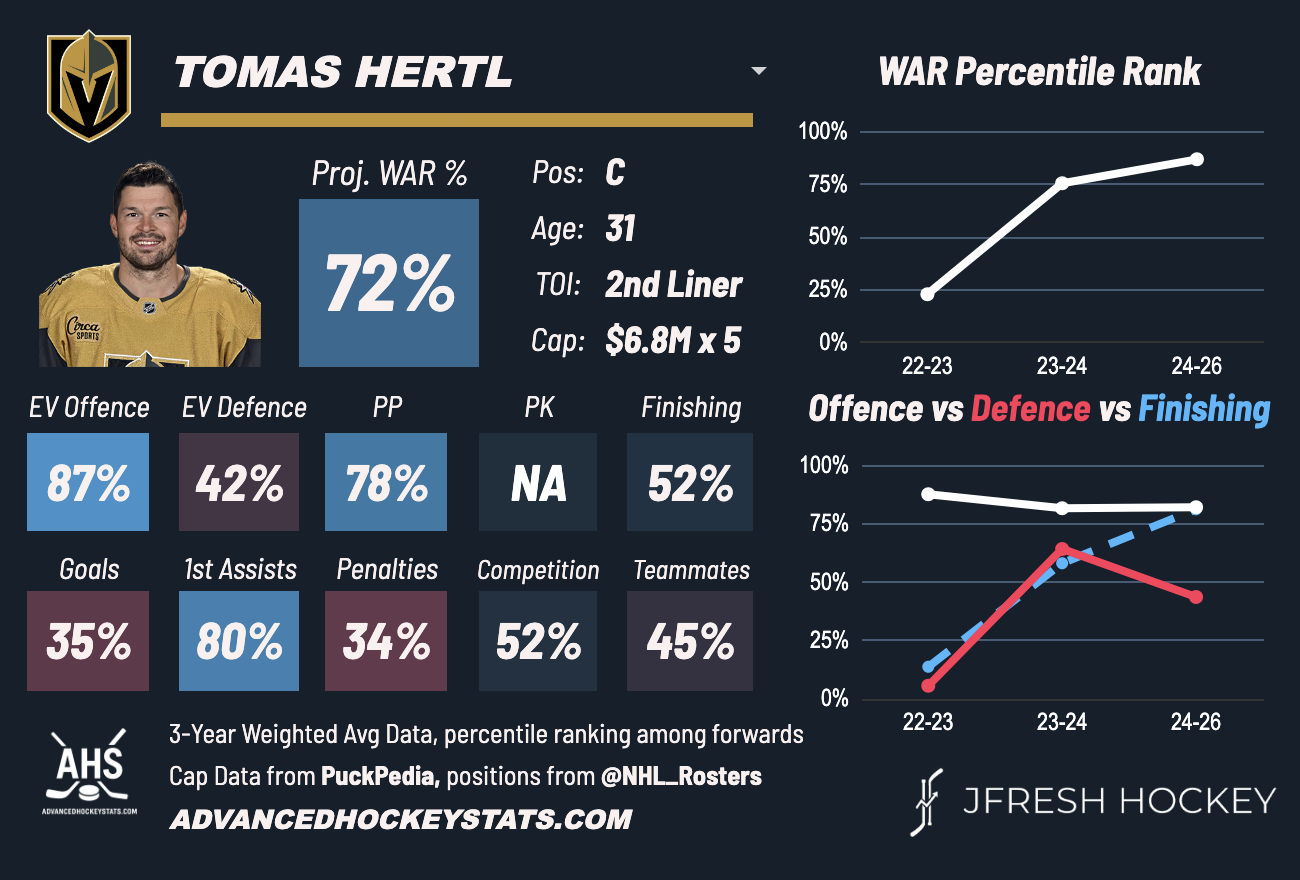 TOMAS HERTL
WAR Percentile Rank
Proj. WAR %
72%
Pos: C
Age: 31
TOI: 2nd Liner
Cap: $6.8M x 5
Circa
SPORTS
100%
75%
50%
25%
0%
22-23 23-24 24-26
EV Offence EV Defence PP PK Finishing
87% 42% 78% NA 52%
Goals 1st Assists Penalties Competition Teammates
35% 80% 34% 52% 45%
Offence vs Defence vs Finishing
100%
75%
50%
25%
0%
22-23 23-24 24-26
AHS
ADVANCEDHOCKEYSTATS.COM
3-Year Weighted Avg Data, percentile ranking among forwards
Cap Data from PuckPedia, positions from @NHL_Rosters
ADVANCEDHOCKEYSTATS.COM
JFRESH HOCKEY